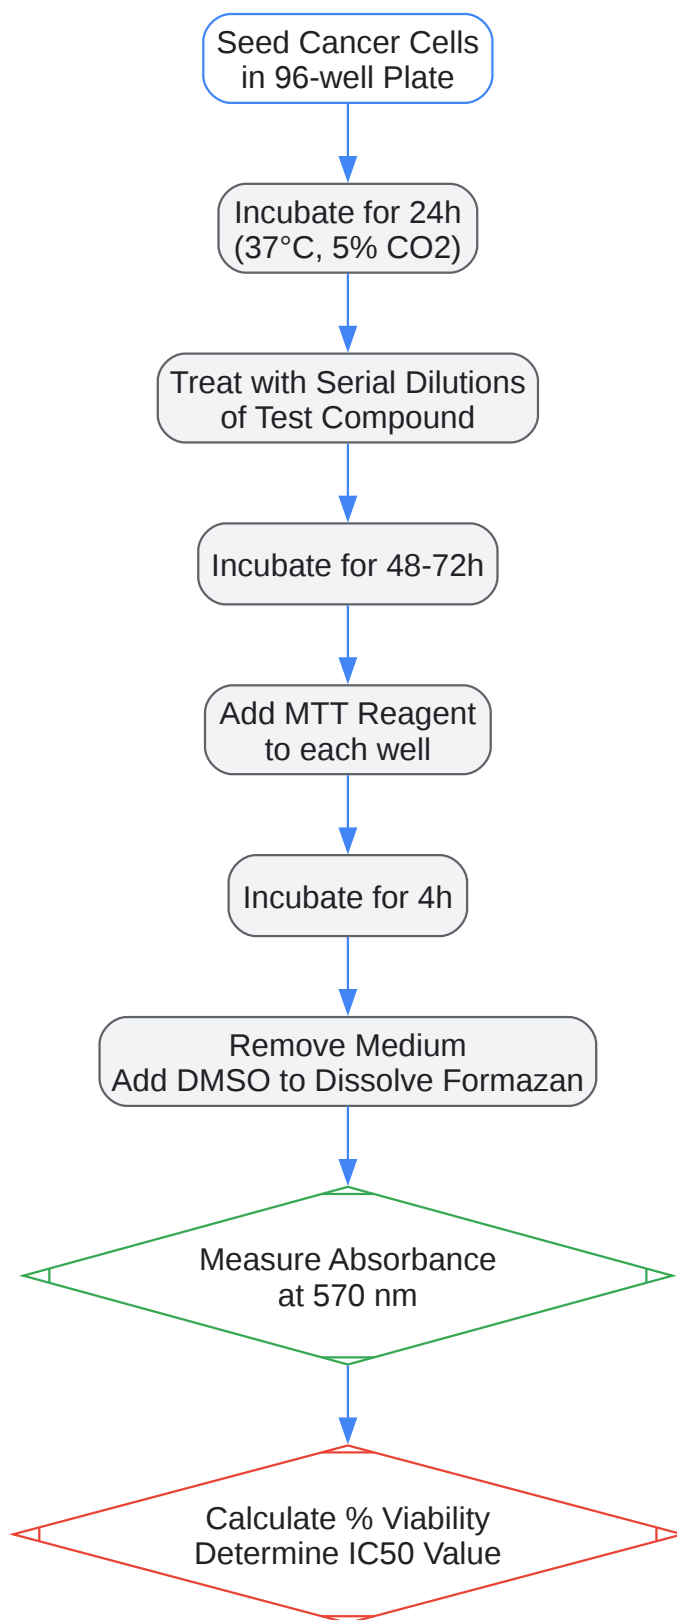 Seed Cancer Cells
in 96-well Plate
Incubate for 24h
(37°C, 5% CO2)
Treat with Serial Dilutions
of Test Compound
Incubate for 48-72h
Add MTT Reagent
to each well
Incubate for 4h
Remove Medium
Add DMSO to Dissolve Formazan
Measure Absorbance
at 570 nm
Calculate % Viability
Determine IC50 Value